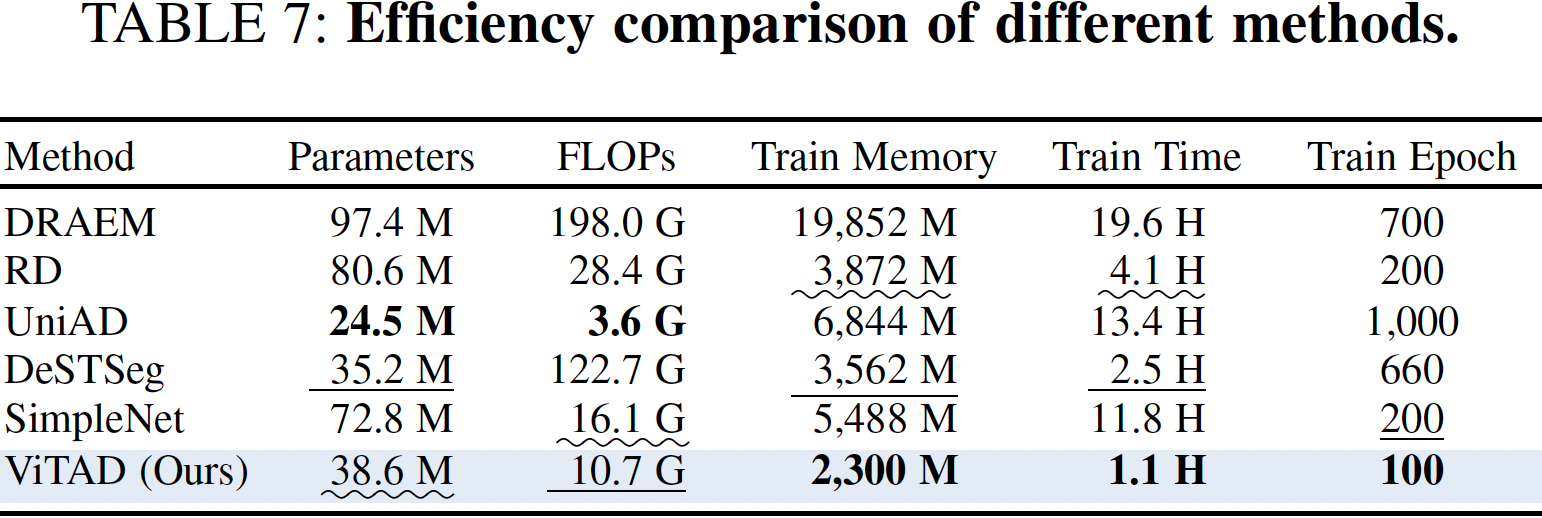 TABLE 7: Efficiency comparison of different methods.
Method Parameters FLOPs Train Memory Train Time Train Epoch
DRAEM 97.4 M 198.0 G 19,852 M 19.6 H 700
RD 80.6 M 28.4 G 3,872 M 4.1 H 200
UniAD 24.5 M 3.6 G 6,844 M 13.4 H 1,000
DeSTSeg 35.2 M 122.7 G 3,562 M 2.5 H 660
SimpleNet 72.8 M 16.1 G 5,488 M 11.8 H 200
ViTAD (Ours) 38.6 M 10.7 G 2,300 M 1.1 H 100